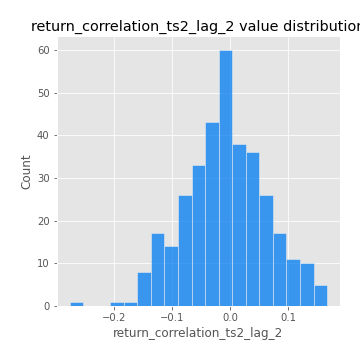 return_correlation_ts2_lag_2 value distribution
60
50
40
30
20
10
0
Count
−0.2 −0.1 0.0 0.1
return_correlation_ts2_lag_2